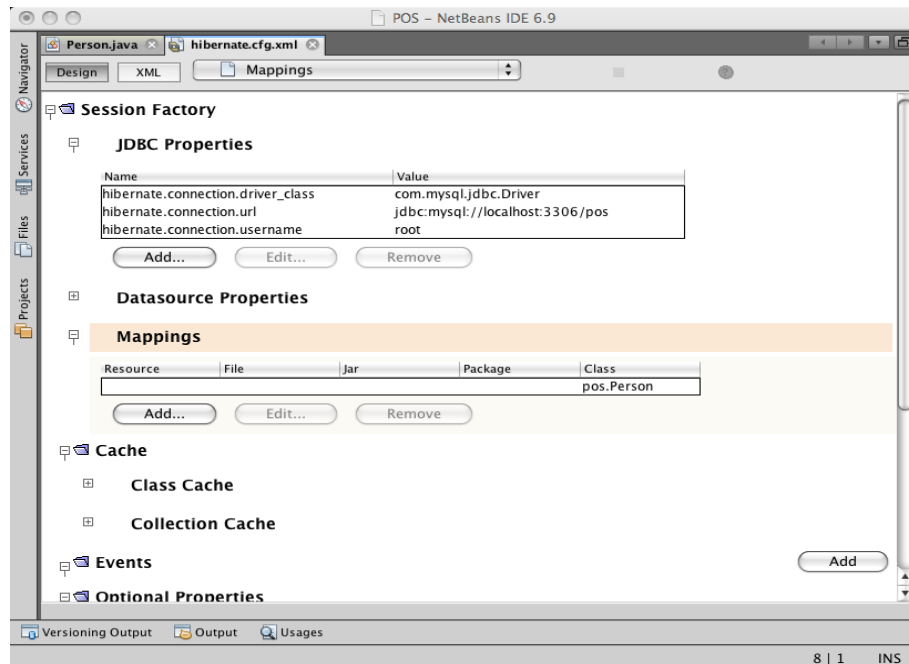 POS – NetBeans IDE 6.9
Person.java
hibernate.cfg.xml
Design
XML
Mappings
Navigator
Services
Files
Projects
Session Factory
JDBC Properties
Name Value
hibernate.connection.driver_class com.mysql.jdbc.Driver
hibernate.connection.url jdbc:mysql://localhost:3306/pos
hibernate.connection.username root
Add... Edit... Remove
Datasource Properties
Mappings
Resource File Jar Package Class
pos.Person
Add... Edit... Remove
Cache
Class Cache
Collection Cache
Events Add
Optional Properties
Versioning Output Output Usages
8 | 1 INS